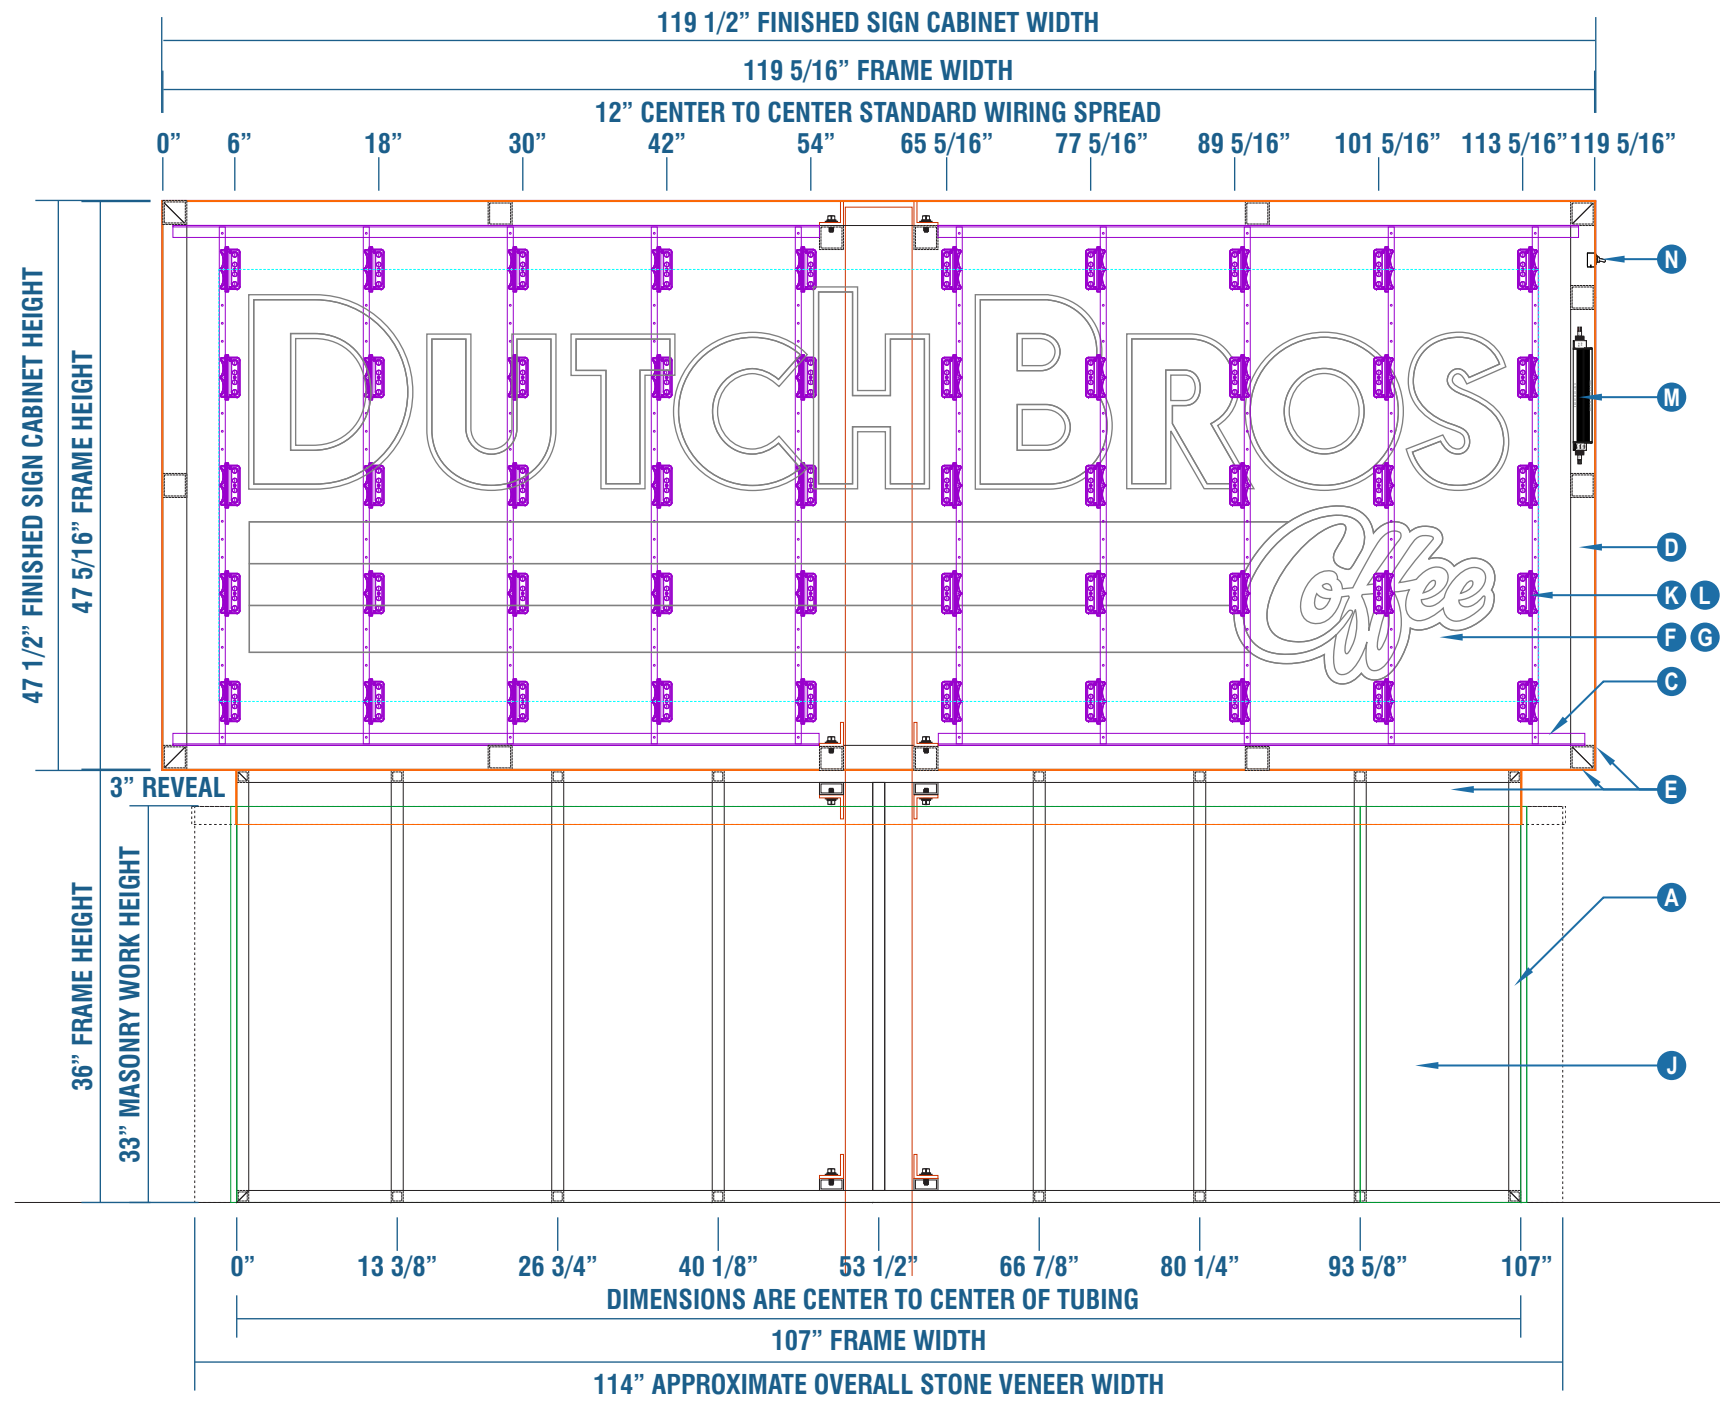 119 1/2” FINISHED SIGN CABINET WIDTH
119 5/16” FRAME WIDTH
12” CENTER TO CENTER STANDARD WIRING SPREAD
0” 6” 18” 30” 42” 54” 65 5/16” 77 5/16” 89 5/16” 101 5/16” 113 5/16” 119 5/16”
47 1/2” FINISHED SIGN CABINET HEIGHT
47 5/16” FRAME HEIGHT
DUTCH BROS
Coffee
N
M
D
K L
F G
C
E
A
J
3” REVEAL
36” FRAME HEIGHT
33” MASONRY WORK HEIGHT
0” 13 3/8” 26 3/4” 40 1/8” 53 1/2” 66 7/8” 80 1/4” 93 5/8” 107”
DIMENSIONS ARE CENTER TO CENTER OF TUBING
107” FRAME WIDTH
114” APPROXIMATE OVERALL STONE VENEER WIDTH